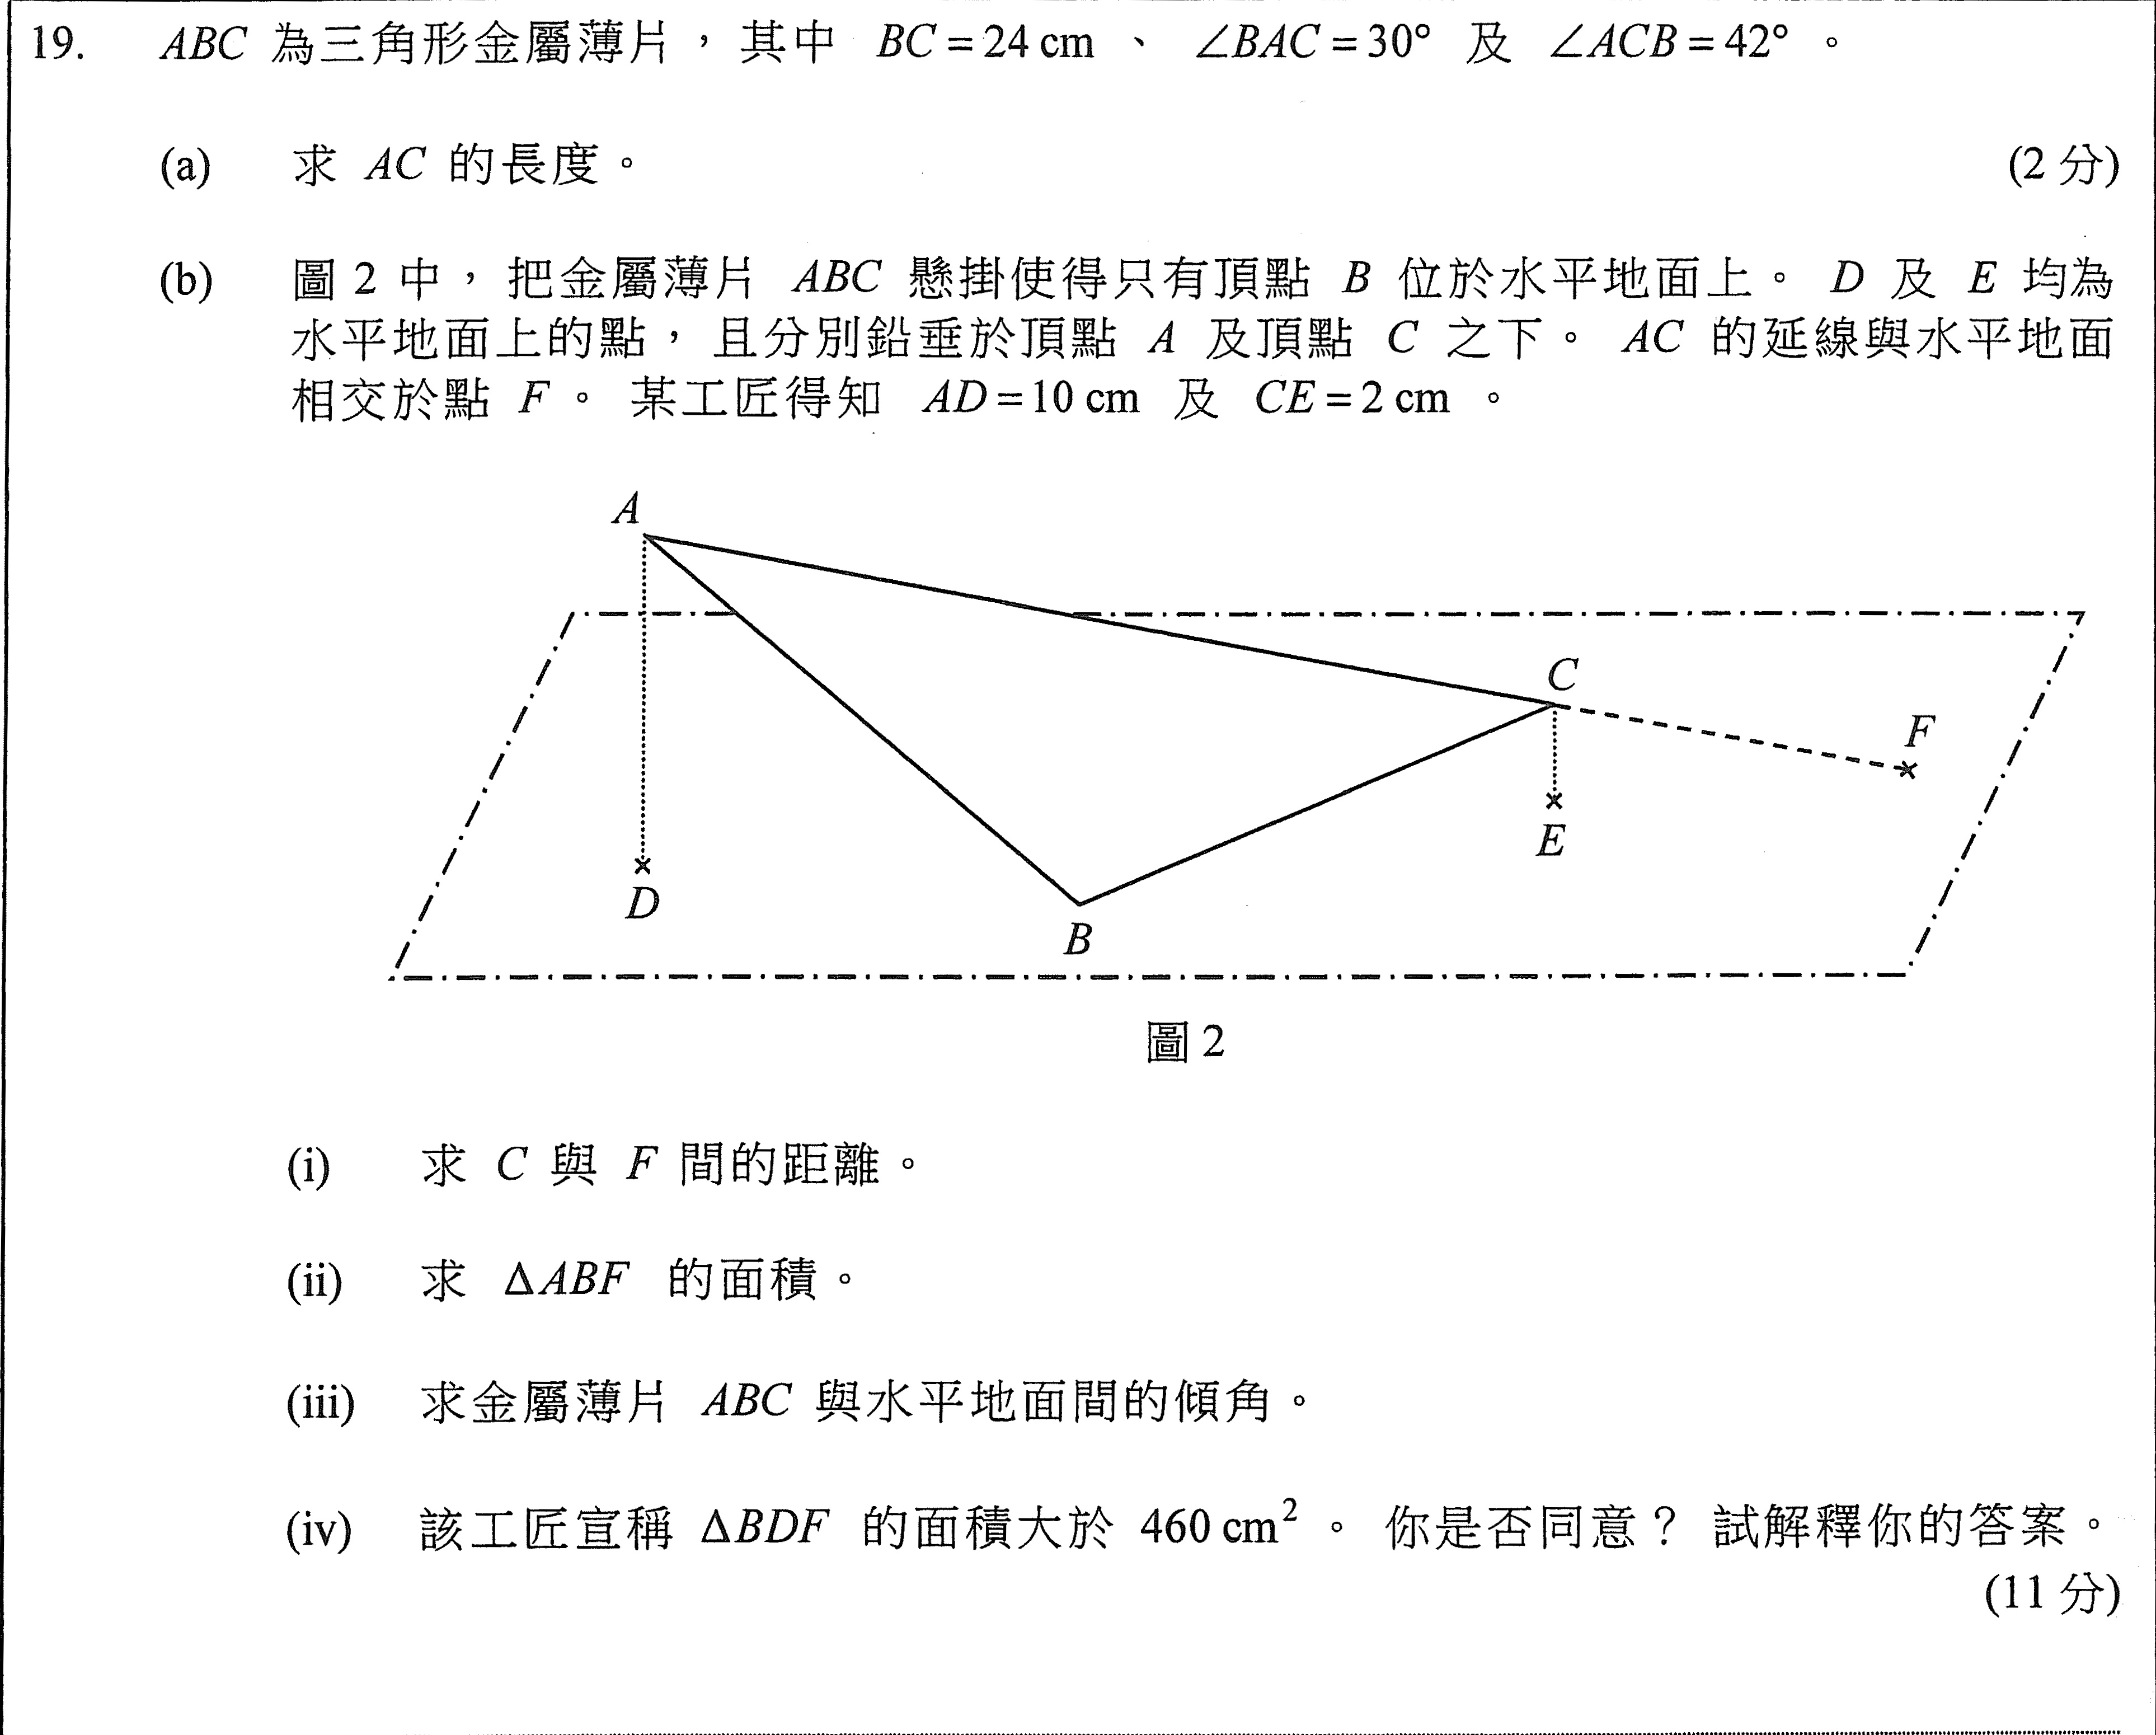 19. ABC 為三角形金屬薄片，其中 BC = 24 cm 、 ∠BAC = 30° 及 ∠ACB = 42° 。
(a) 求 AC 的長度。 (2 分)
(b) 圖 2 中，把金屬薄片 ABC 懸掛使得只有頂點 B 位於水平地面上。 D 及 E 均為
水平地面上的點，且分別鉛垂於頂點 A 及頂點 C 之下。 AC 的延線與水平地面
相交於點 F 。 某工匠得知 AD = 10 cm 及 CE = 2 cm 。
A
C
F
E
D
B
圖 2
(i) 求 C 與 F 間的距離。
(ii) 求 ΔABF 的面積。
(iii) 求金屬薄片 ABC 與水平地面間的傾角。
(iv) 該工匠宣稱 ΔBDF 的面積大於 460 cm² 。 你是否同意？ 試解釋你的答案。
(11 分)